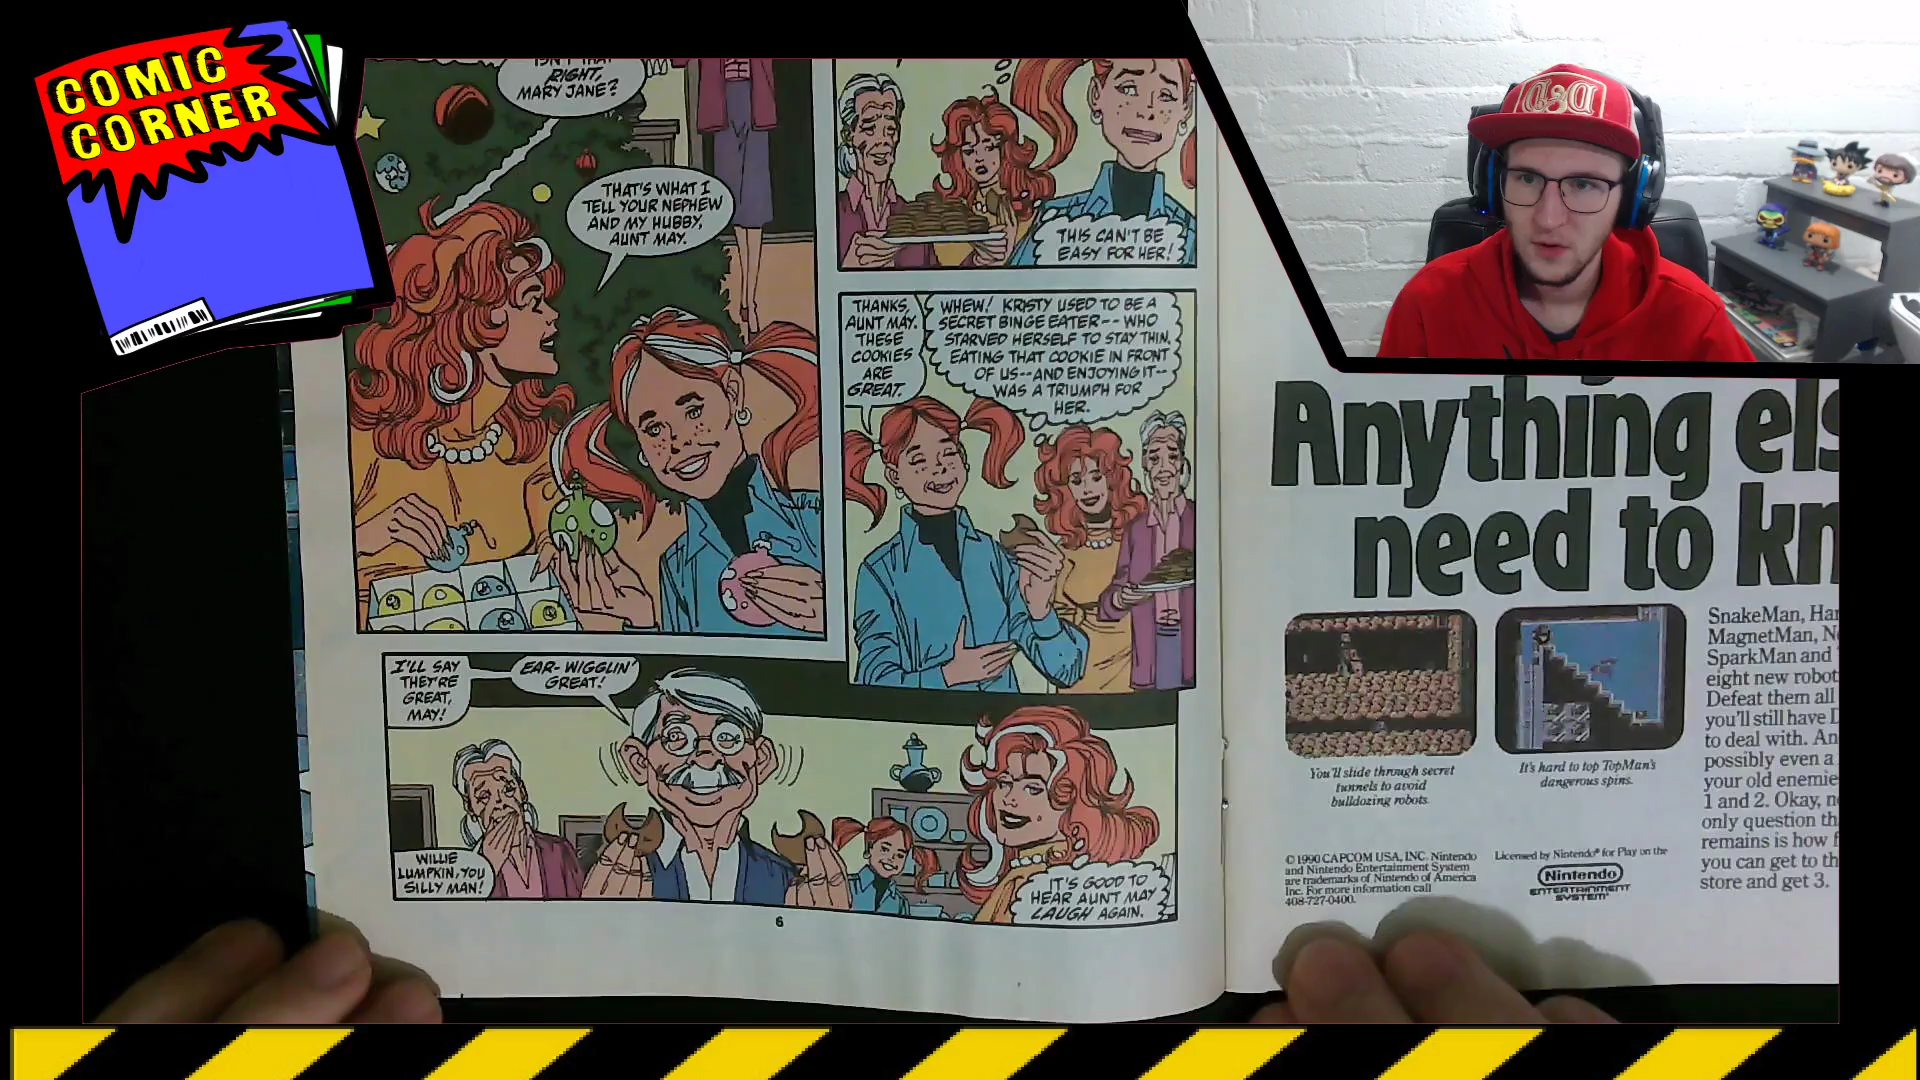 COMIC
CORNER
RIGHT,
MARY JANE?
THAT'S WHAT I
TELL YOUR NEPHEW
AND MY HUBBY,
AUNT MAY.
THIS CAN'T BE
EASY FOR HER!
THANKS,
AUNT MAY.
THESE
COOKIES
ARE
GREAT.
WHEW! KRISTY USED TO BE A
SECRET BINGE EATER--WHO
STARVED HERSELF TO STAY THIN.
EATING THAT COOKIE IN FRONT
OF US--AND ENJOYING IT--
WAS A TRIUMPH FOR
HER.
I'LL SAY
THEY'RE
GREAT,
MAY!
EAR-WIGGLIN'
GREAT!
WILLIE
LUMPKIN, YOU
SILLY MAN!
IT'S GOOD TO
HEAR AUNT MAY
LAUGH AGAIN.
6
Anything els
need to kn
You'll slide through secret
tunnels to avoid
bulldozing robots.
It's hard to top TopMan's
dangerous spins.
SnakeMan, Har
MagnetMan, N
SparkMan and
eight new robot
Defeat them all
you'll still have D
to deal with. An
possibly even a
your old enemie
1 and 2. Okay, n
only question th
remains is how f
you can get to th
store and get 3.
© 1990 CAPCOM USA, INC. Nintendo
and Nintendo Entertainment System
are trademarks of Nintendo of America
Inc. For more information call
408-727-0400.
Licensed by Nintendo® for Play on the
Nintendo
ENTERTAINMENT
SYSTEM®